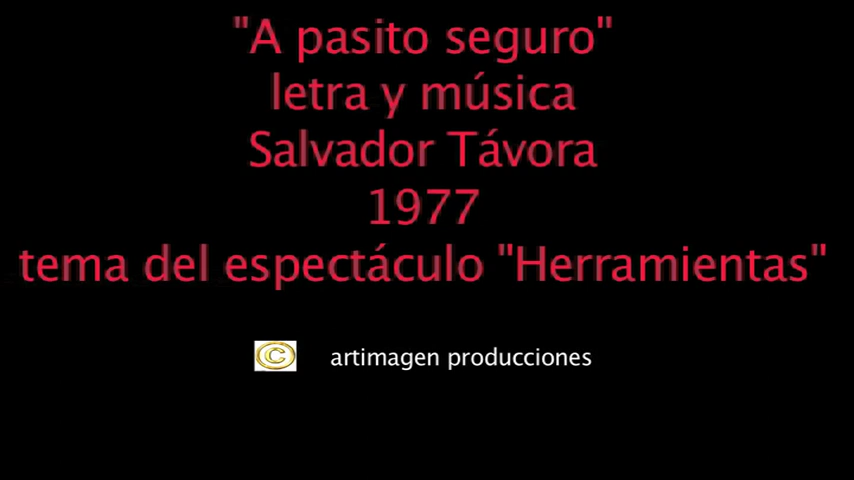 "A pasito seguro"
letra y música
Salvador Távora
1977
tema del espectáculo "Herramientas"
© artimagen producciones